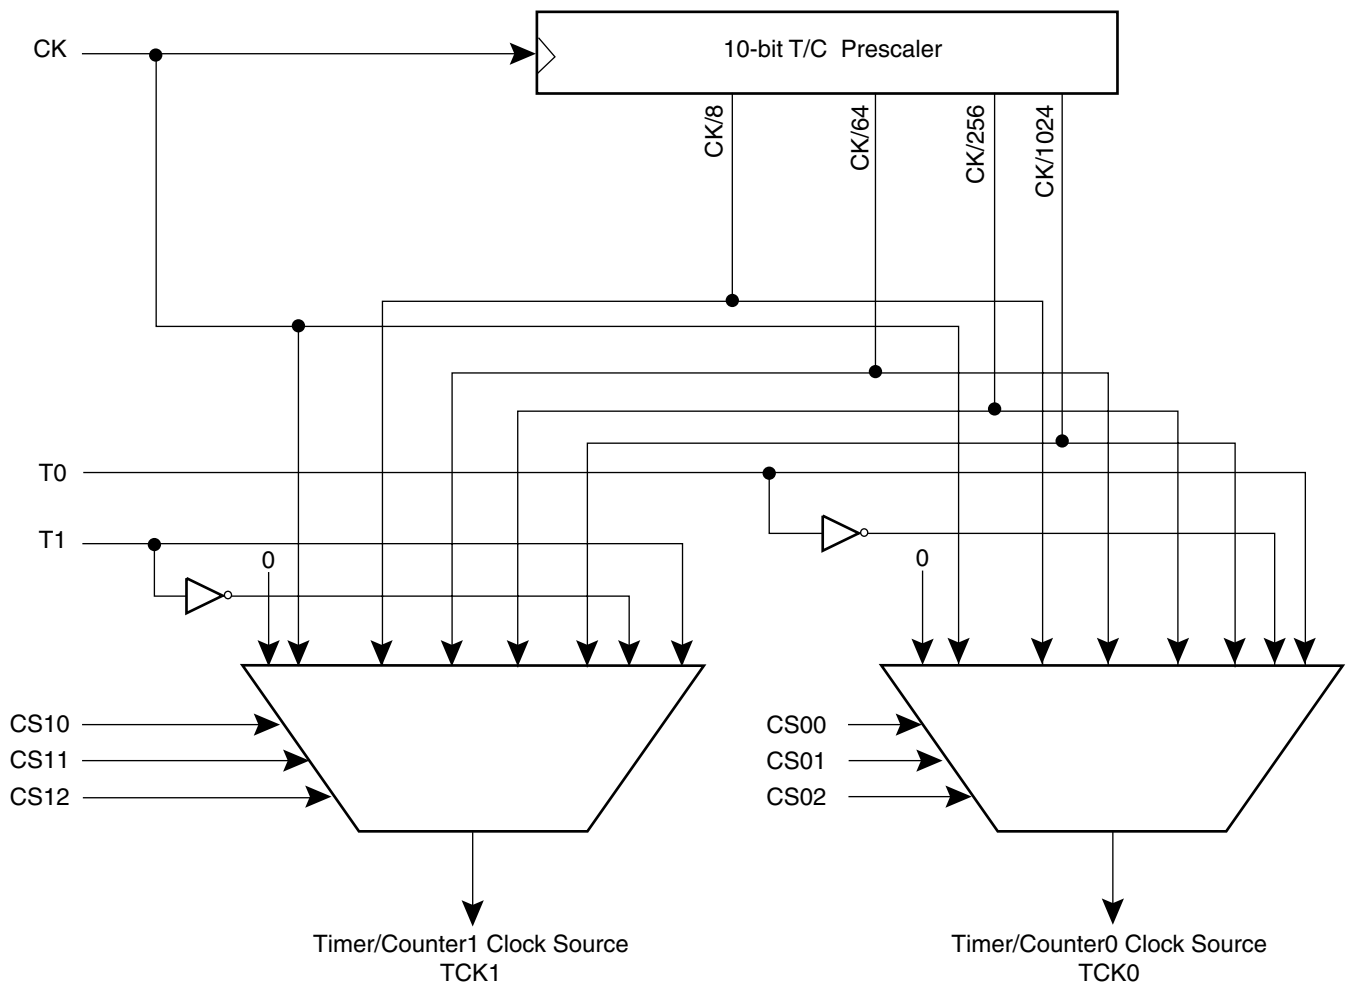 CK
10-bit T/C Prescaler
CK/8
CK/64
CK/256
CK/1024
T0
T1
0
0
CS10
CS11
CS12
CS00
CS01
CS02
Timer/Counter1 Clock Source
TCK1
Timer/Counter0 Clock Source
TCK0